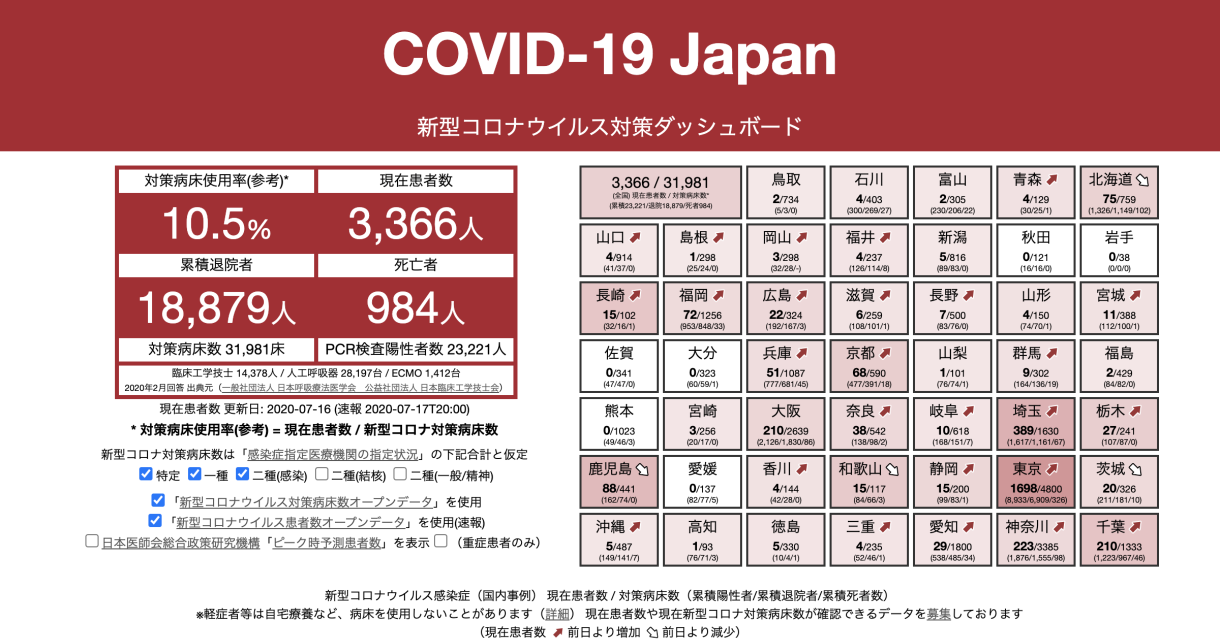 COVID-19 Japan
新型コロナウイルス対策ダッシュボード
対策病床使用率(参考)* 現在患者数
10.5% 3,366人
累積退院者 死亡者
18,879人 984人
対策病床数 31,981床 PCR検査陽性者数 23,221人
臨床工学技士 14,378人 / 人工呼吸器 28,197台 / ECMO 1,412台
2020年2月回答 出典元（一般社団法人 日本呼吸療法医学会　公益社団法人 日本臨床工学技士会）
現在患者数 更新日: 2020-07-16 (速報 2020-07-17T20:00)
* 対策病床使用率(参考) = 現在患者数 / 新型コロナ対策病床数
新型コロナ対策病床数は「感染症指定医療機関の指定状況」の下記合計と仮定
特定 一種 二種(感染) 二種(結核) 二種(一般/精神)
「新型コロナウイルス対策病床数オープンデータ」を使用
「新型コロナウイルス患者数オープンデータ」を使用(速報)
日本医師会総合政策研究機構「ピーク時予測患者数」を表示 （重症患者のみ）
3,366 / 31,981
(全国) 現在患者数 / 対策病床数*
(累積23,221/退院18,879/死者984)
鳥取 石川 富山 青森 北海道
2/734 4/403 2/305 4/129 75/759
(5/3/0) (300/269/27) (230/206/22) (30/25/1) (1,326/1,149/102)
山口 島根 岡山 福井 新潟 秋田 岩手
4/914 1/298 3/298 4/237 5/816 0/121 0/38
(41/37/0) (25/24/0) (32/28/-) (126/114/8) (89/83/0) (16/16/0) (0/0/0)
長崎 福岡 広島 滋賀 長野 山形 宮城
15/102 72/1256 22/324 6/259 7/500 4/150 11/388
(32/16/1) (953/848/33) (192/167/3) (108/101/1) (83/76/0) (74/70/1) (112/100/1)
佐賀 大分 兵庫 京都 山梨 群馬 福島
0/341 0/323 51/1087 68/590 1/101 9/302 2/429
(47/47/0) (60/59/1) (777/681/45) (477/391/18) (76/74/1) (164/136/19) (84/82/0)
熊本 宮崎 大阪 奈良 岐阜 埼玉 栃木
0/1023 3/256 210/2639 38/542 10/618 389/1630 27/241
(49/46/3) (20/17/0) (2,126/1,830/86) (138/98/2) (168/151/7) (1,617/1,161/67) (107/87/0)
鹿児島 愛媛 香川 和歌山 静岡 東京 茨城
88/441 0/137 4/144 15/117 15/200 1698/4800 20/326
(162/74/0) (82/77/5) (42/28/0) (84/66/3) (99/83/1) (8,933/6,909/326) (211/181/10)
沖縄 高知 徳島 三重 愛知 神奈川 千葉
5/487 1/93 5/330 4/235 29/1800 223/3385 210/1333
(149/141/7) (76/71/3) (10/4/1) (52/46/1) (538/485/34) (1,876/1,555/98) (1,223/967/46)
新型コロナウイルス感染症（国内事例） 現在患者数 / 対策病床数（累積陽性者/累積退院者/累積死者数）
※軽症者等は自宅療養など、病床を使用しないことがあります（詳細） 現在患者数や現在新型コロナ対策病床数が確認できるデータを募集しております
（現在患者数 前日より増加 前日より減少）